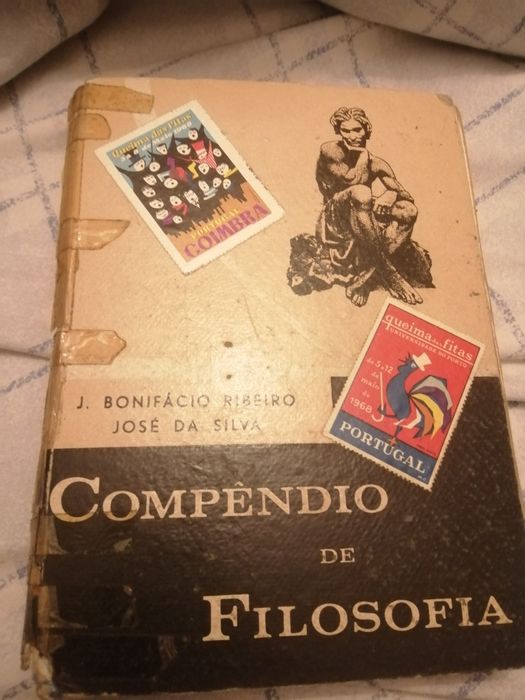 Queima das Fitas
PORTUGAL
COIMBRA
queima das fitas
UNIVERSIDADE DO PORTO
de 5 a 12
de
maio
de
1968
PORTUGAL
J. BONIFÁCIO RIBEIRO
JOSÉ DA SILVA
COMPÊNDIO
DE
FILOSOFIA